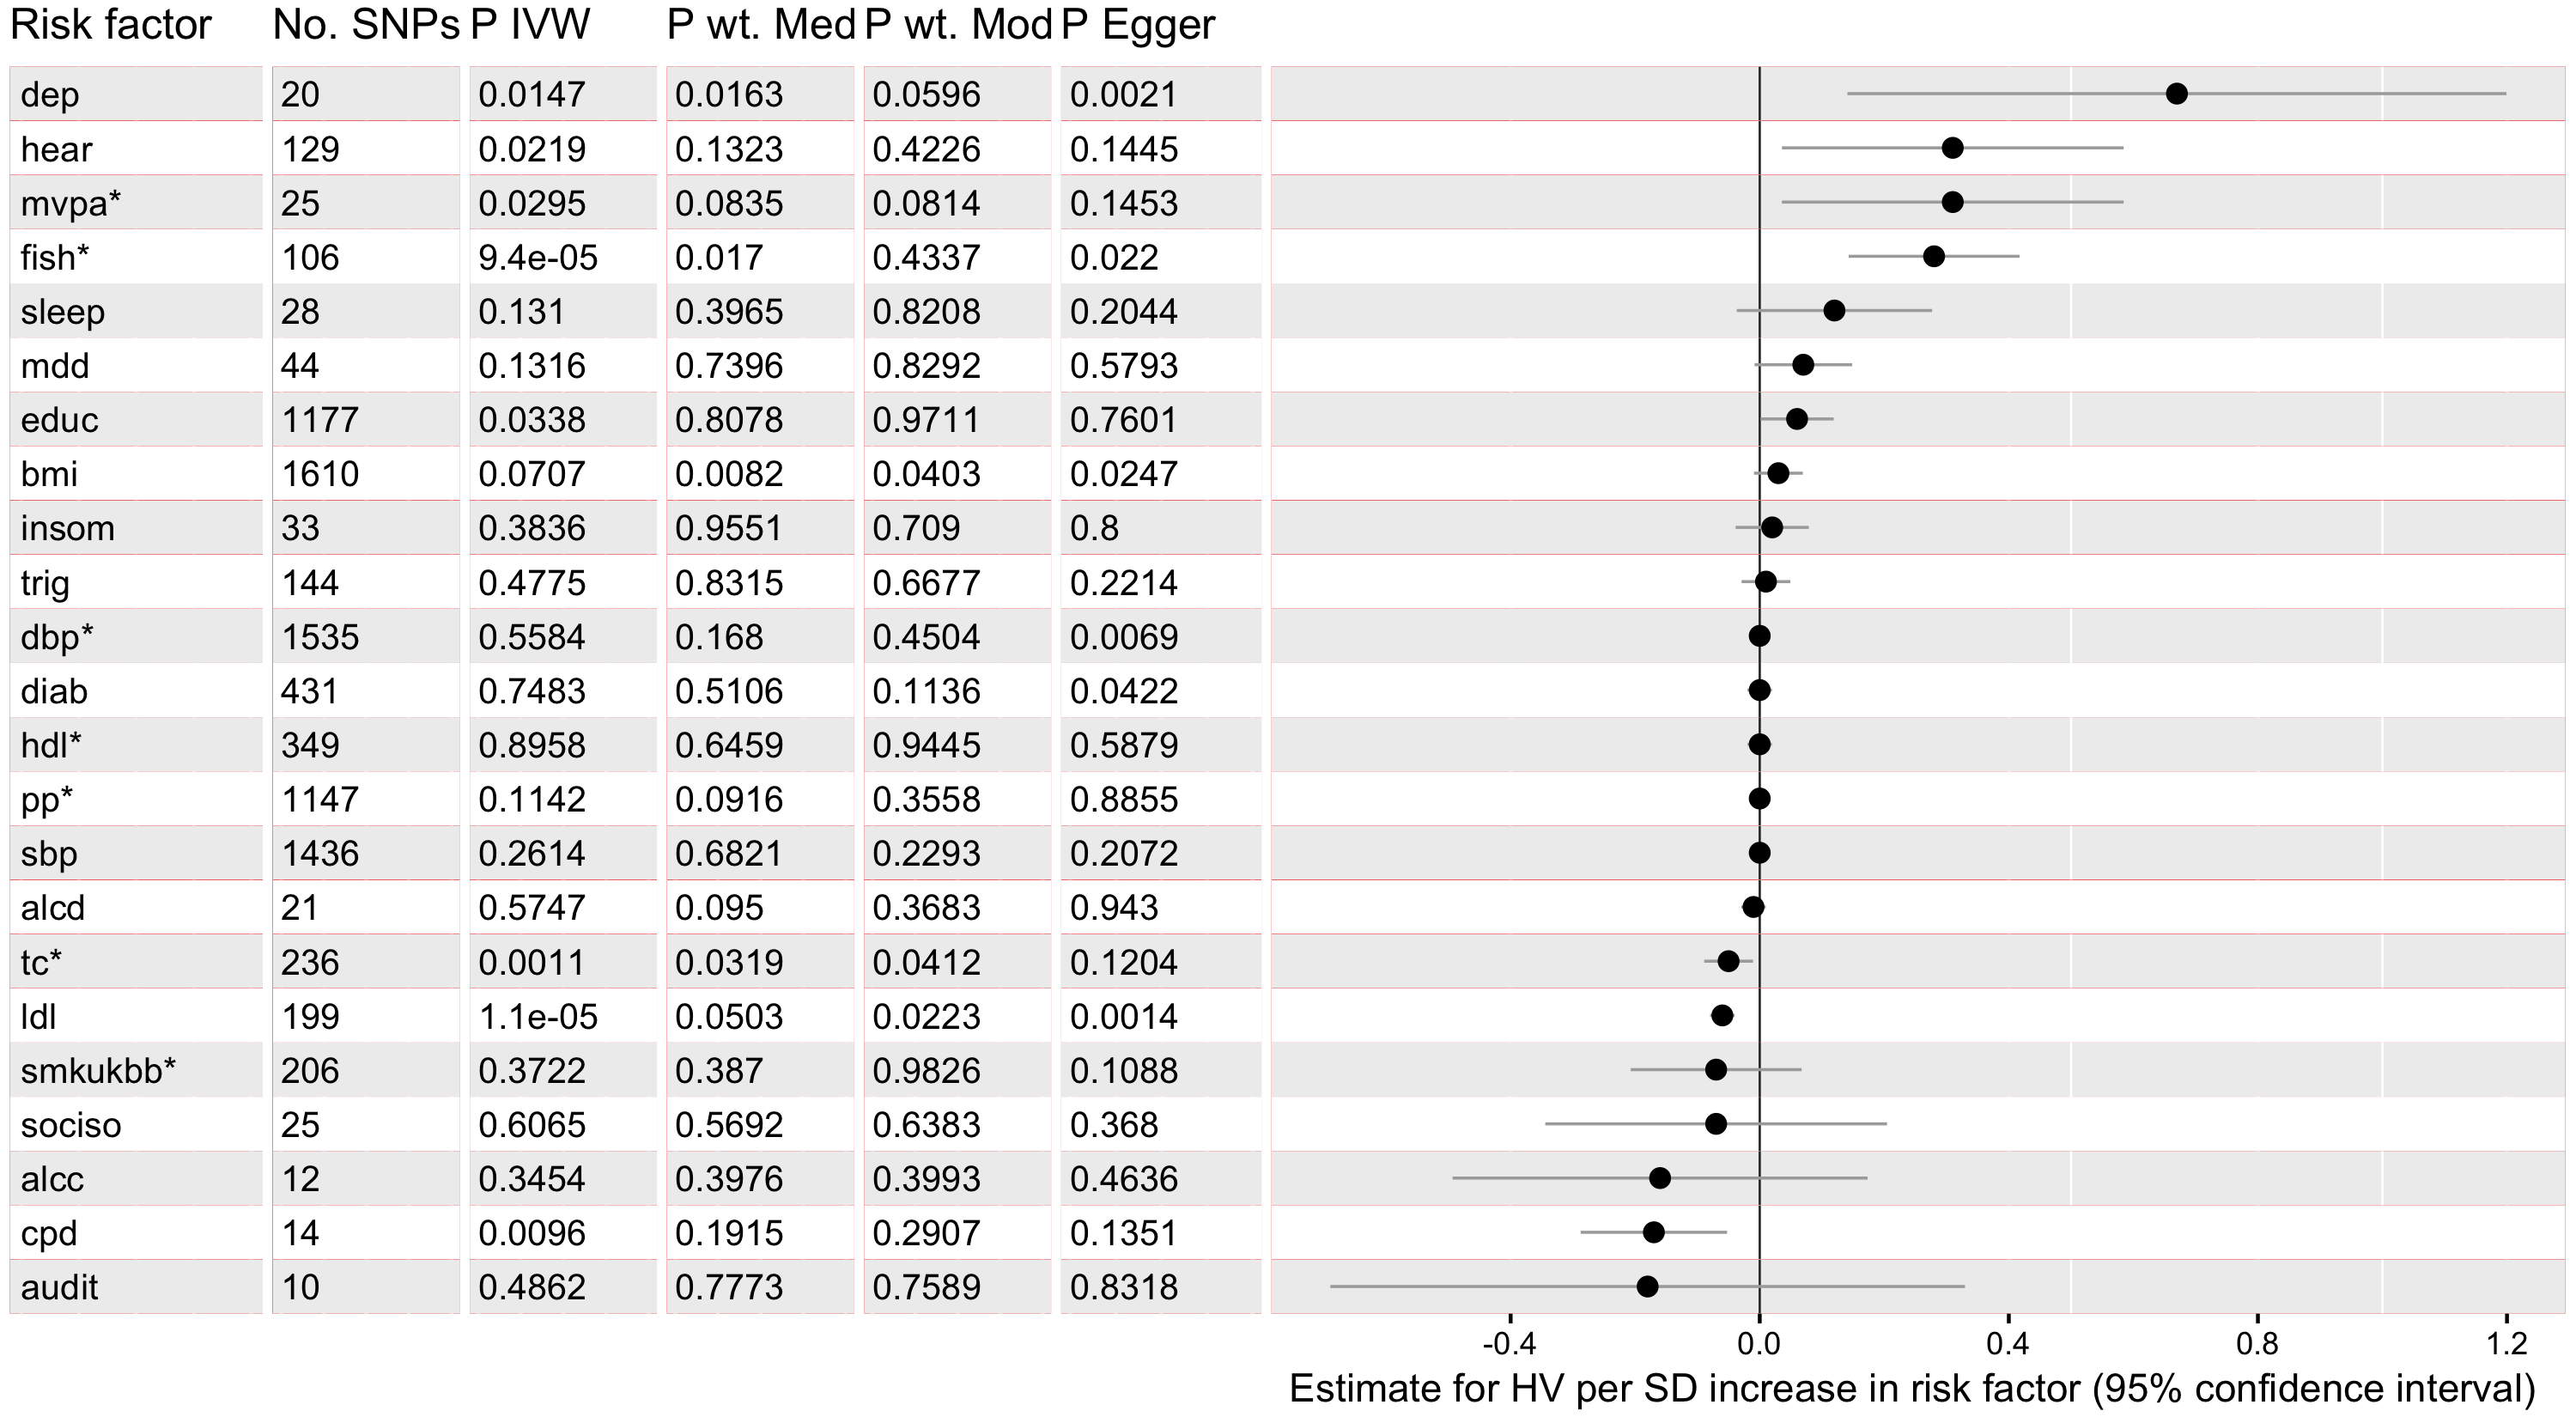 Risk factor No. SNPs P IVW P wt. Med P wt. Mod P Egger
dep 20 0.0147 0.0163 0.0596 0.0021
hear 129 0.0219 0.1323 0.4226 0.1445
mvpa* 25 0.0295 0.0835 0.0814 0.1453
fish* 106 9.4e-05 0.017 0.4337 0.022
sleep 28 0.131 0.3965 0.8208 0.2044
mdd 44 0.1316 0.7396 0.8292 0.5793
educ 1177 0.0338 0.8078 0.9711 0.7601
bmi 1610 0.0707 0.0082 0.0403 0.0247
insom 33 0.3836 0.9551 0.709 0.8
trig 144 0.4775 0.8315 0.6677 0.2214
dbp* 1535 0.5584 0.168 0.4504 0.0069
diab 431 0.7483 0.5106 0.1136 0.0422
hdl* 349 0.8958 0.6459 0.9445 0.5879
pp* 1147 0.1142 0.0916 0.3558 0.8855
sbp 1436 0.2614 0.6821 0.2293 0.2072
alcd 21 0.5747 0.095 0.3683 0.943
tc* 236 0.0011 0.0319 0.0412 0.1204
ldl 199 1.1e-05 0.0503 0.0223 0.0014
smkukbb* 206 0.3722 0.387 0.9826 0.1088
sociso 25 0.6065 0.5692 0.6383 0.368
alcc 12 0.3454 0.3976 0.3993 0.4636
cpd 14 0.0096 0.1915 0.2907 0.1351
audit 10 0.4862 0.7773 0.7589 0.8318
-0.4 0.0 0.4 0.8 1.2
Estimate for HV per SD increase in risk factor (95% confidence interval)